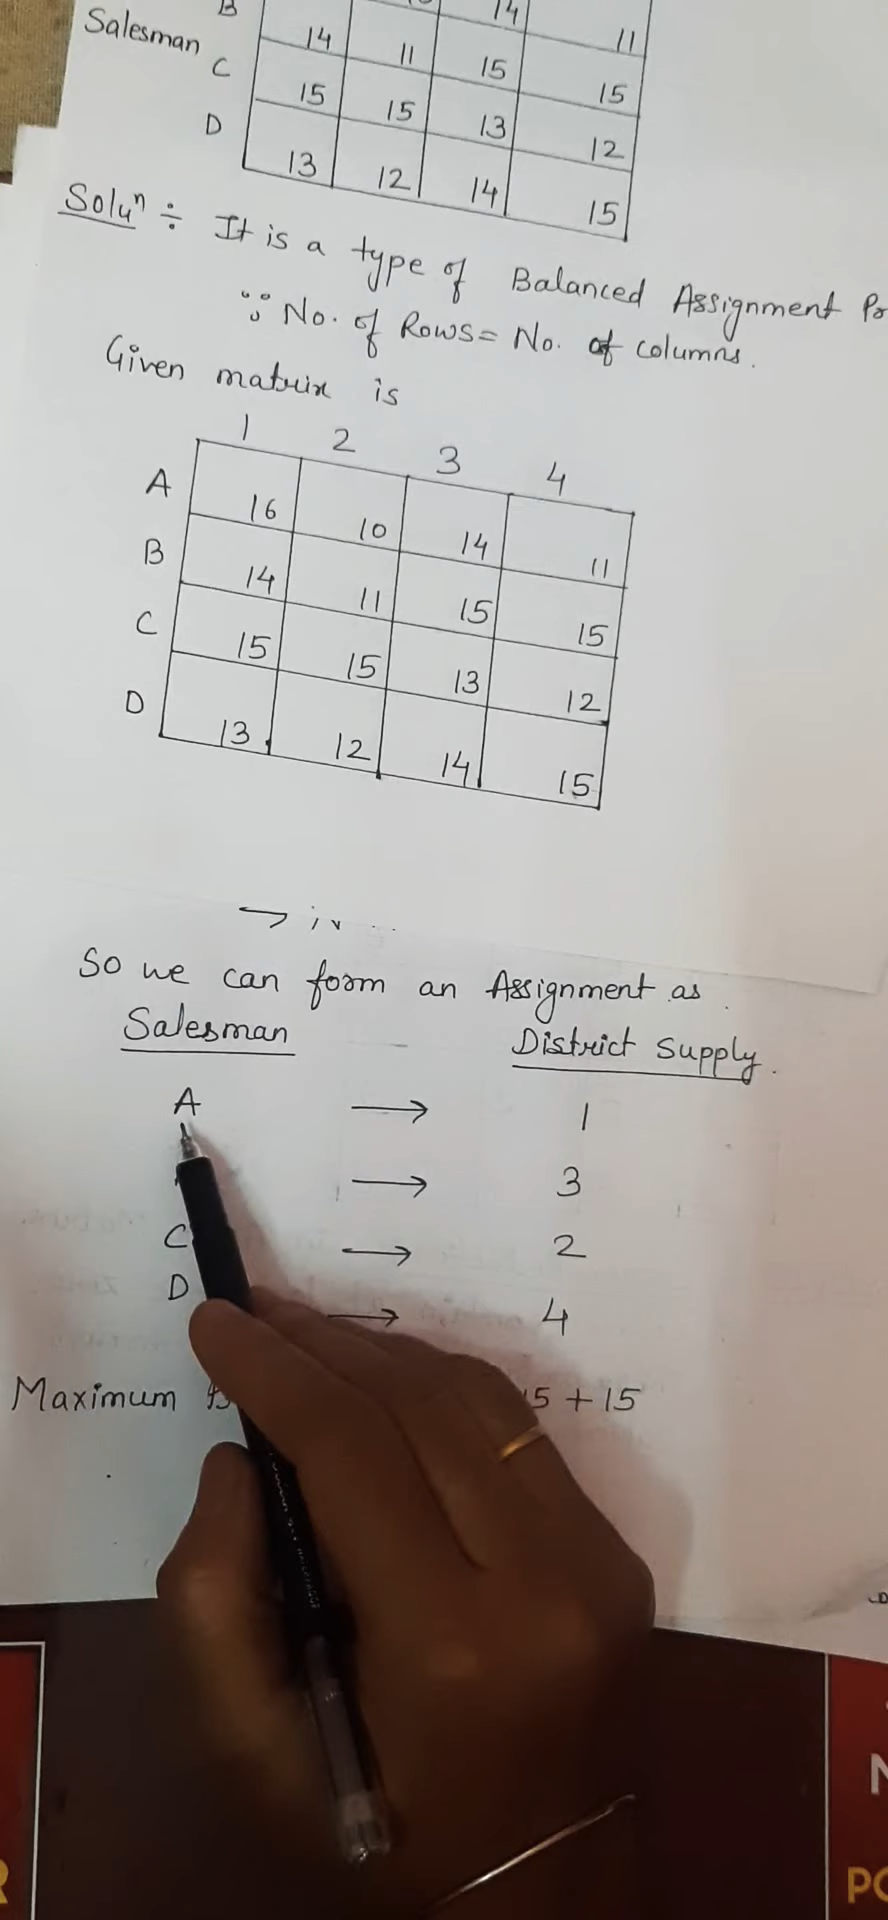 B 14 11
Salesman 14 11 15 15
C 15 15 13 12
D 13 12 14 15
Soluⁿ ÷ It is a type of Balanced Assignment
∵ No. of Rows = No. of columns.
Given matrix is
1 2 3 4
A 16 10 14 11
B 14 11 15 15
C 15 15 13 12
D 13 12 14 15
So we can form an Assignment as
Salesman District Supply.
A → 1
→ 3
C → 2
D → 4
Maximum 5 + 15